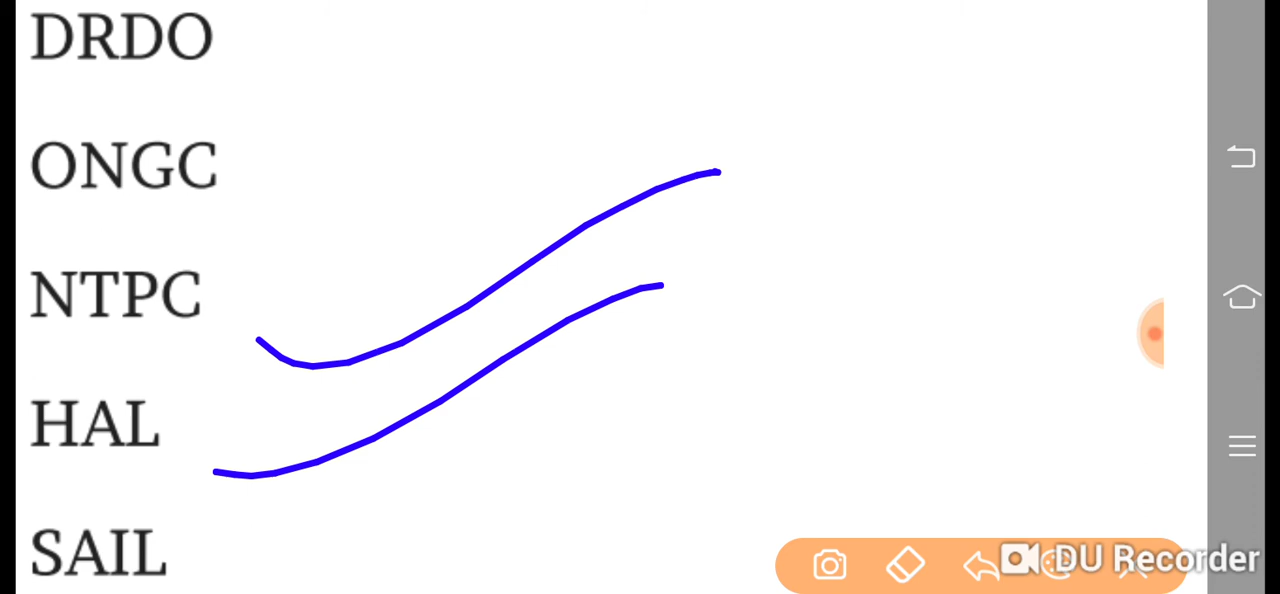 DRDO
ONGC
NTPC
HAL
SAIL
DU Recorder